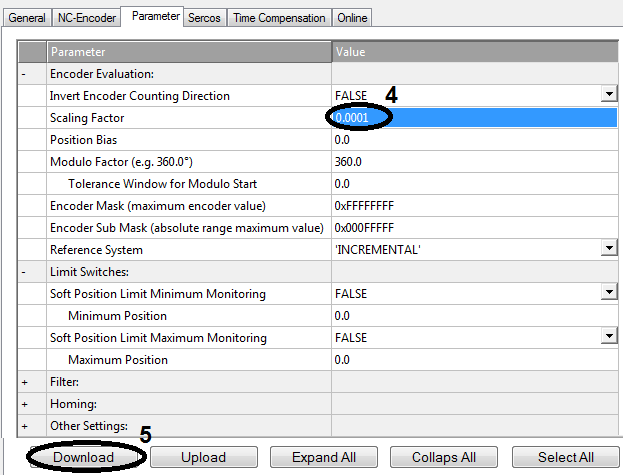 General NC-Encoder Parameter Sercos Time Compensation Online
Parameter Value
- Encoder Evaluation:
Invert Encoder Counting Direction FALSE 4
Scaling Factor 0.0001
Position Bias 0.0
Modulo Factor (e.g. 360.0°) 360.0
Tolerance Window for Modulo Start 0.0
Encoder Mask (maximum encoder value) 0xFFFFFFFF
Encoder Sub Mask (absolute range maximum value) 0x000FFFFF
Reference System 'INCREMENTAL'
- Limit Switches:
Soft Position Limit Minimum Monitoring FALSE
Minimum Position 0.0
Soft Position Limit Maximum Monitoring FALSE
Maximum Position 0.0
+ Filter:
+ Homing:
+ Other Settings:
5
Download Upload Expand All Collaps All Select All